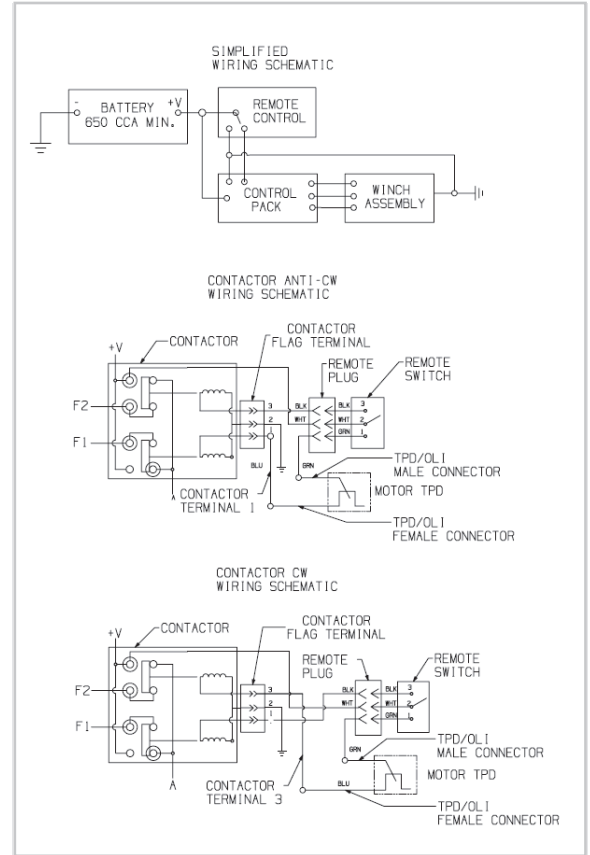 SIMPLIFIED
WIRING SCHEMATIC
- BATTERY +V
650 CCA MIN.
REMOTE
CONTROL
CONTROL
PACK
WINCH
ASSEMBLY
CONTACTOR ANTI-CW
WIRING SCHEMATIC
+V
CONTACTOR
CONTACTOR
FLAG TERMINAL
REMOTE
PLUG
REMOTE
SWITCH
F2
F1
A
3
2
1
BLK
WHT
BLK
WHT
GRN
3
2
1
BLU
GRN
CONTACTOR
TERMINAL 1
TPD/OLI
MALE CONNECTOR
MOTOR TPD
TPD/OLI
FEMALE CONNECTOR
CONTACTOR CW
WIRING SCHEMATIC
+V
CONTACTOR
CONTACTOR
FLAG TERMINAL
REMOTE
PLUG
REMOTE
SWITCH
F2
F1
A
3
2
1
BLK
WHT
BLK
WHT
GRN
3
2
1
GRN
BLU
CONTACTOR
TERMINAL 3
TPD/OLI
MALE CONNECTOR
MOTOR TPD
TPD/OLI
FEMALE CONNECTOR